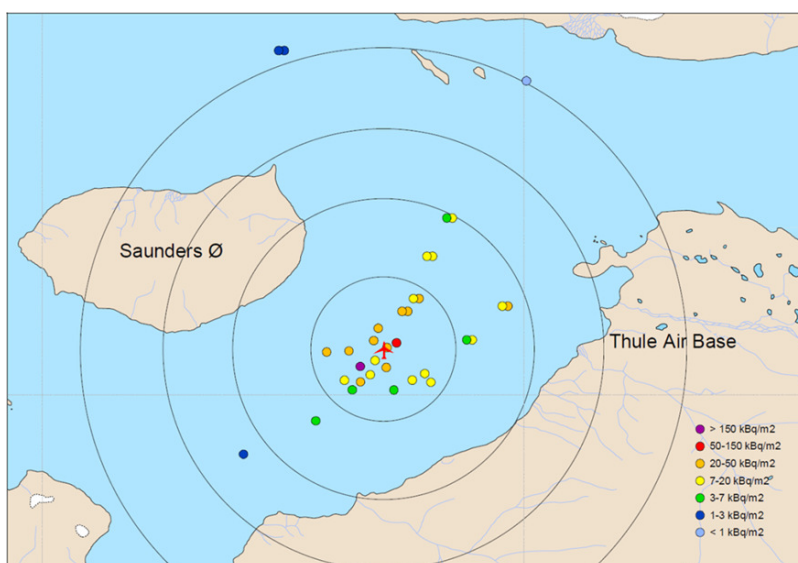 Saunders Ø
Thule Air Base
> 150 kBq/m2
50-150 kBq/m2
20-50 kBq/m2
7-20 kBq/m2
3-7 kBq/m2
1-3 kBq/m2
< 1 kBq/m2